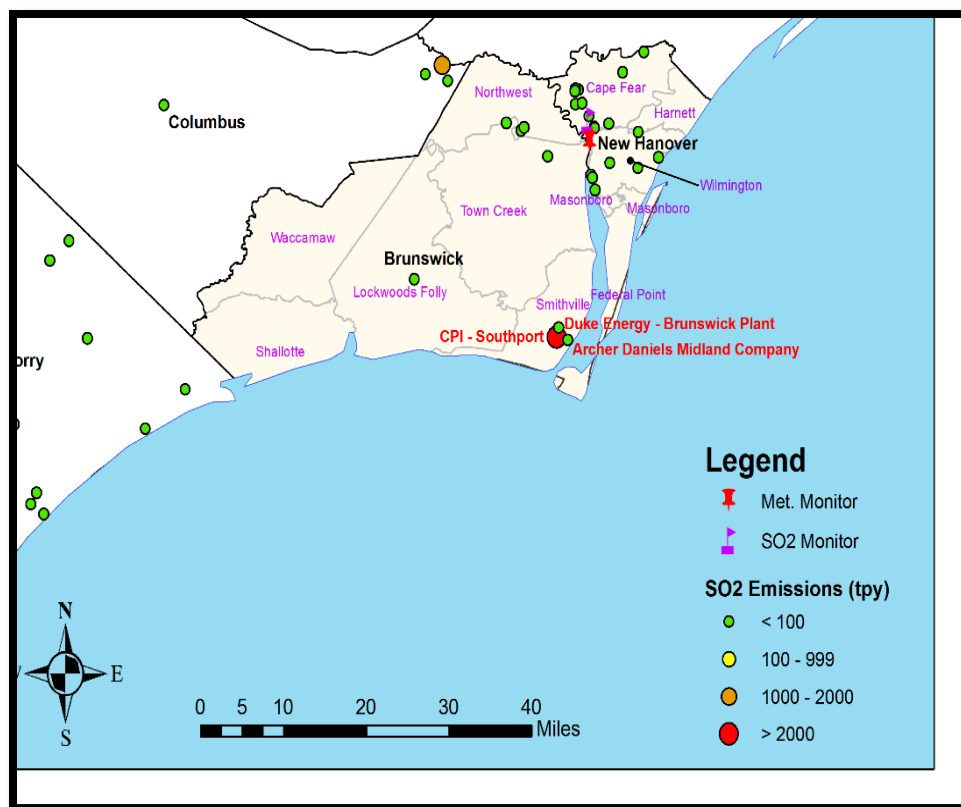 Northwest
Cape Fear
Columbus
Harnett
New Hanover
Wilmington
Masonboro
Masonboro
Town Creek
Waccamaw
Brunswick
Lockwoods Folly
Federal Point
Smithville
Duke Energy - Brunswick Plant
CPI - Southport
Archer Daniels Midland Company
Shallotte
orry
Legend
Met. Monitor
SO2 Monitor
SO2 Emissions (tpy)
< 100
100 - 999
1000 - 2000
> 2000
N
E
S
0 5 10 20 30 40
Miles